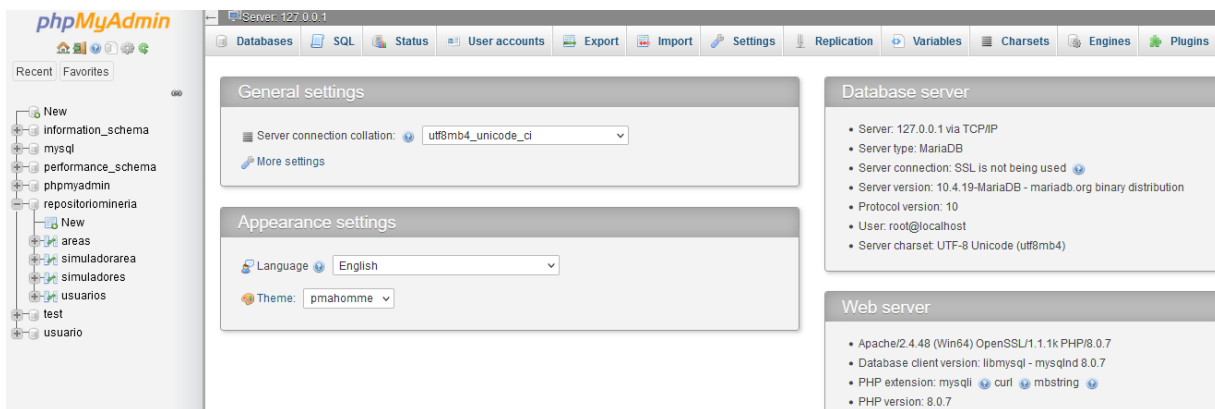 phpMyAdmin
Recent Favorites
New
information_schema
mysql
performance_schema
phpmyadmin
repositoriomineria
New
areas
simuladorarea
simuladores
usuarios
test
usuario
Server: 127.0.0.1
Databases SQL Status User accounts Export Import Settings Replication Variables Charsets Engines Plugins
General settings
Server connection collation: utf8mb4_unicode_ci
More settings
Appearance settings
Language English
Theme: pmahomme
Database server
• Server: 127.0.0.1 via TCP/IP
• Server type: MariaDB
• Server connection: SSL is not being used
• Server version: 10.4.19-MariaDB - mariadb.org binary distribution
• Protocol version: 10
• User: root@localhost
• Server charset: UTF-8 Unicode (utf8mb4)
Web server
• Apache/2.4.48 (Win64) OpenSSL/1.1.1k PHP/8.0.7
• Database client version: libmysql - mysqlnd 8.0.7
• PHP extension: mysqli curl mbstring
• PHP version: 8.0.7